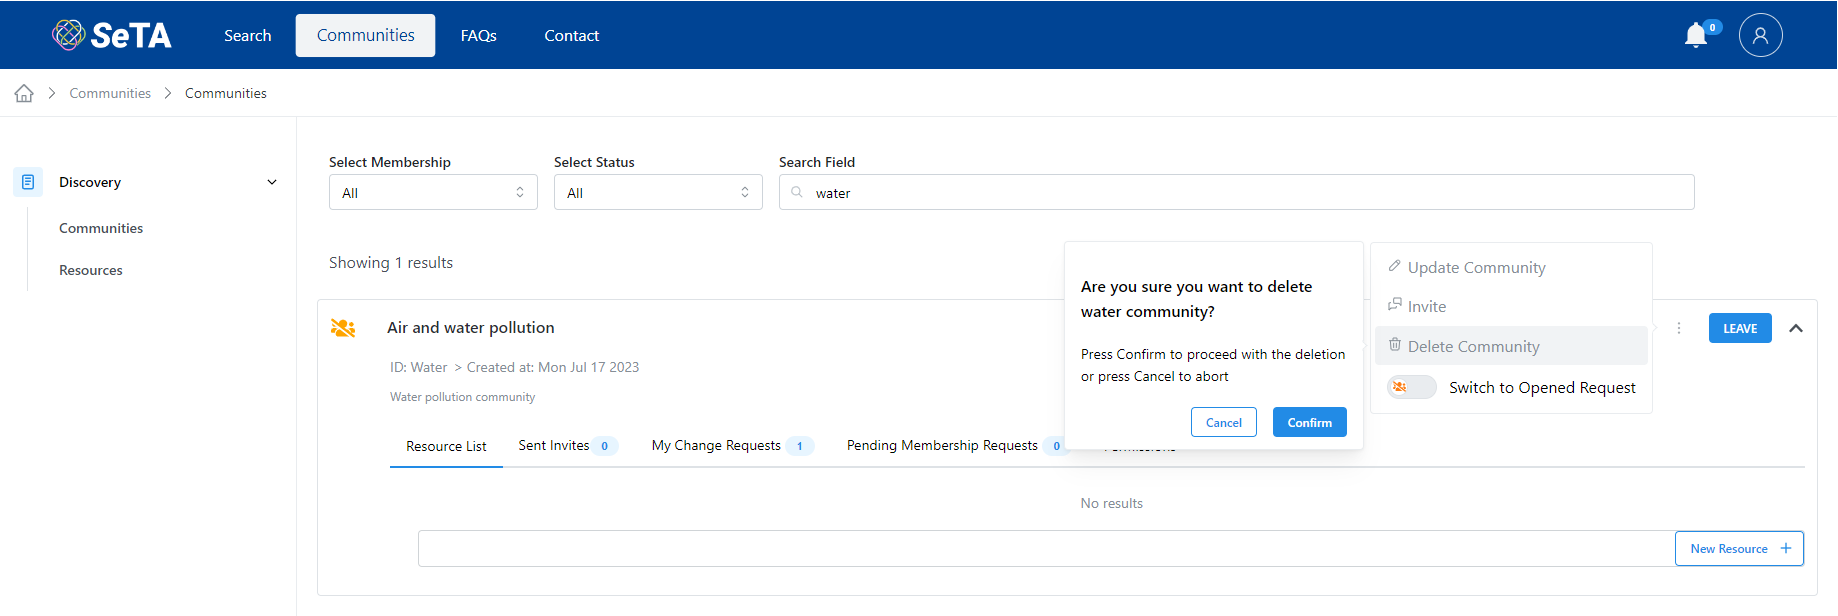 SeTA
Search
Communities
FAQs
Contact
0
Communities
Communities
Discovery
Communities
Resources
Select Membership
Select Status
Search Field
All
All
water
Showing 1 results
Are you sure you want to delete
water community?
Press Confirm to proceed with the deletion
or press Cancel to abort
Cancel
Confirm
Update Community
Invite
Delete Community
Switch to Opened Request
Air and water pollution
LEAVE
ID: Water > Created at: Mon Jul 17 2023
Water pollution community
Resource List
Sent Invites 0
My Change Requests 1
Pending Membership Requests 0
No results
New Resource +